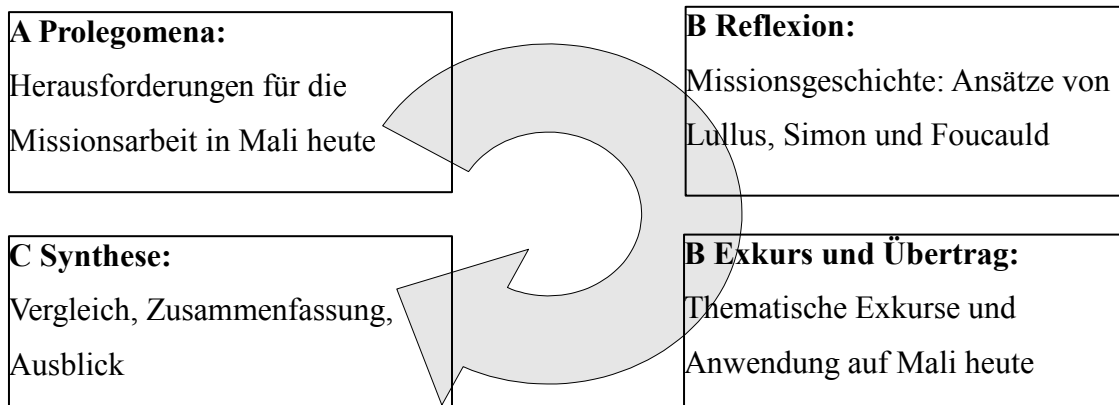 A Prolegomena:
Herausforderungen für die
Missionsarbeit in Mali heute
B Reflexion:
Missionsgeschichte: Ansätze von
Lullus, Simon und Foucauld
B Exkurs und Übertrag:
Thematische Exkurse und
Anwendung auf Mali heute
C Synthese:
Vergleich, Zusammenfassung,
Ausblick